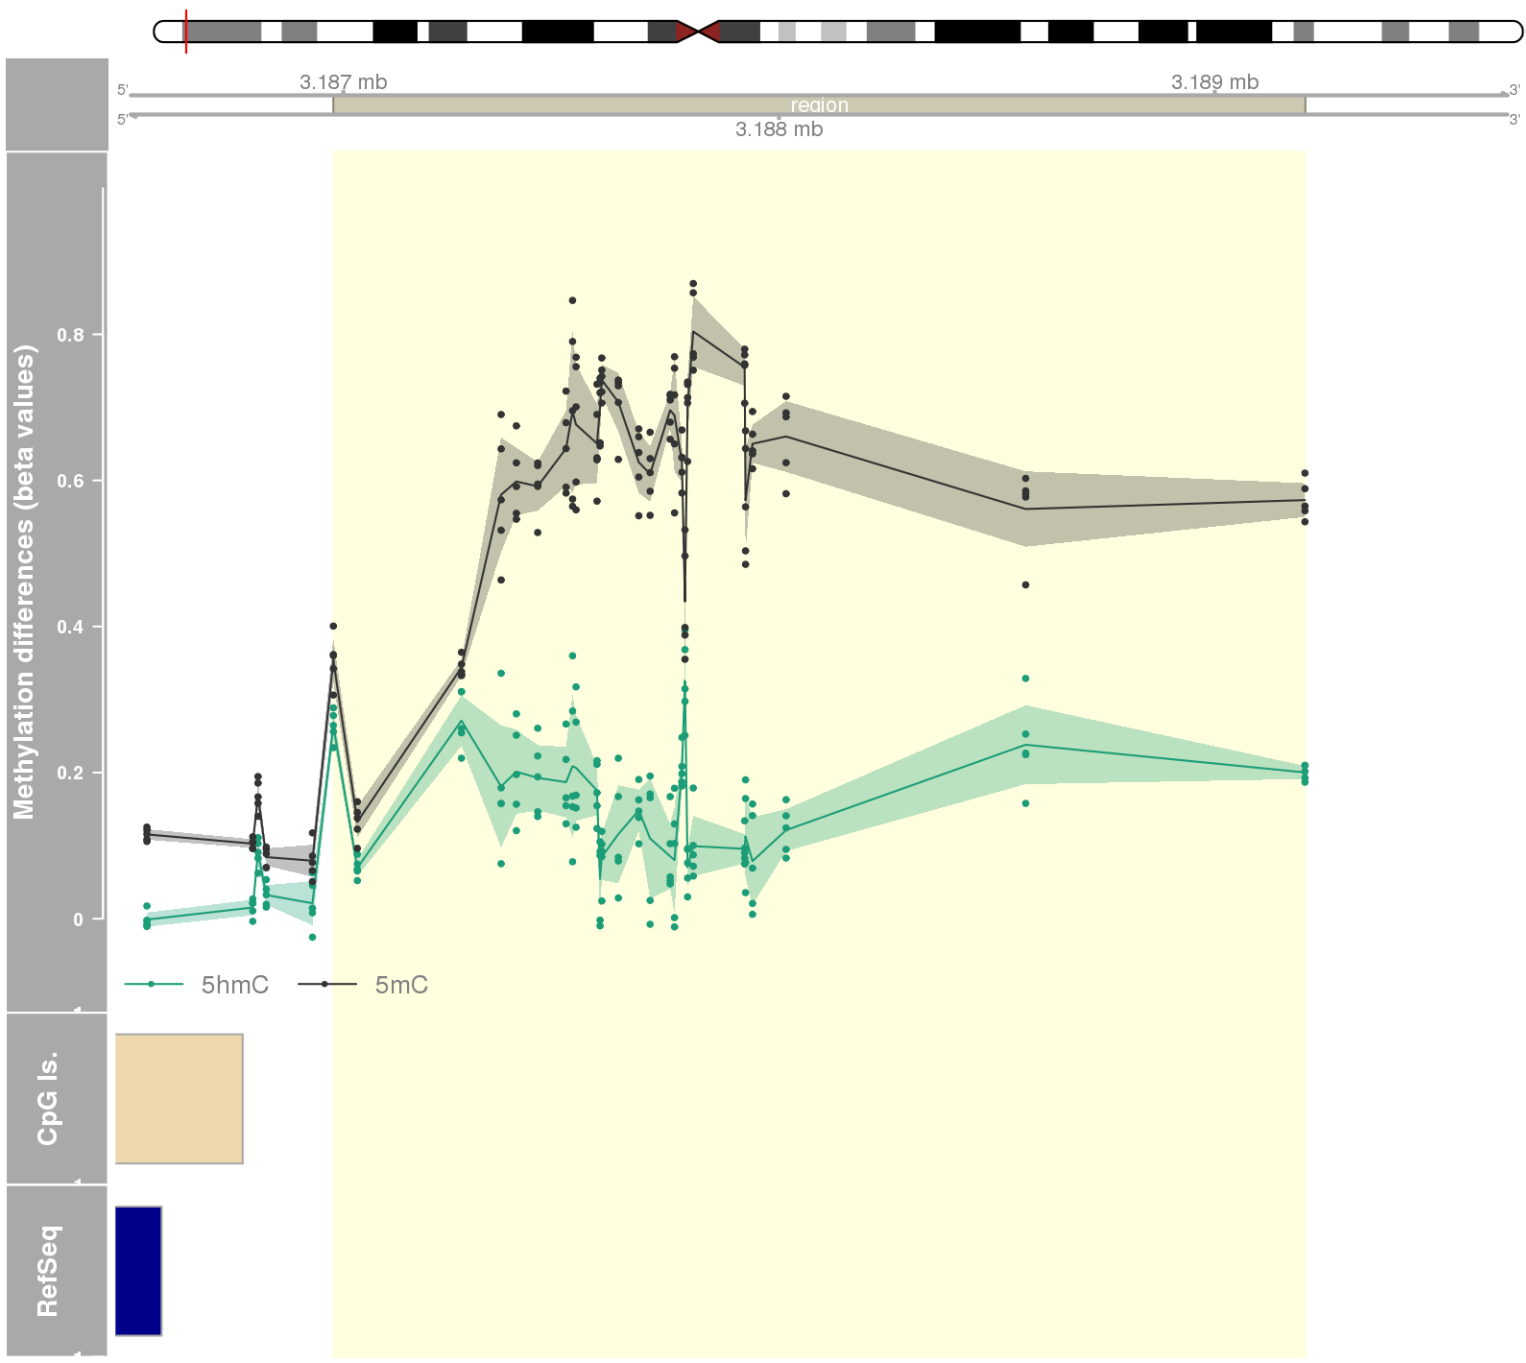 3.187 mb
3.189 mb
5'
3'
region
5'
3'
3.188 mb
Methylation differences (beta values)
0.8
0.6
0.4
0.2
0
5hmC
5mC
CpG Is.
RefSeq